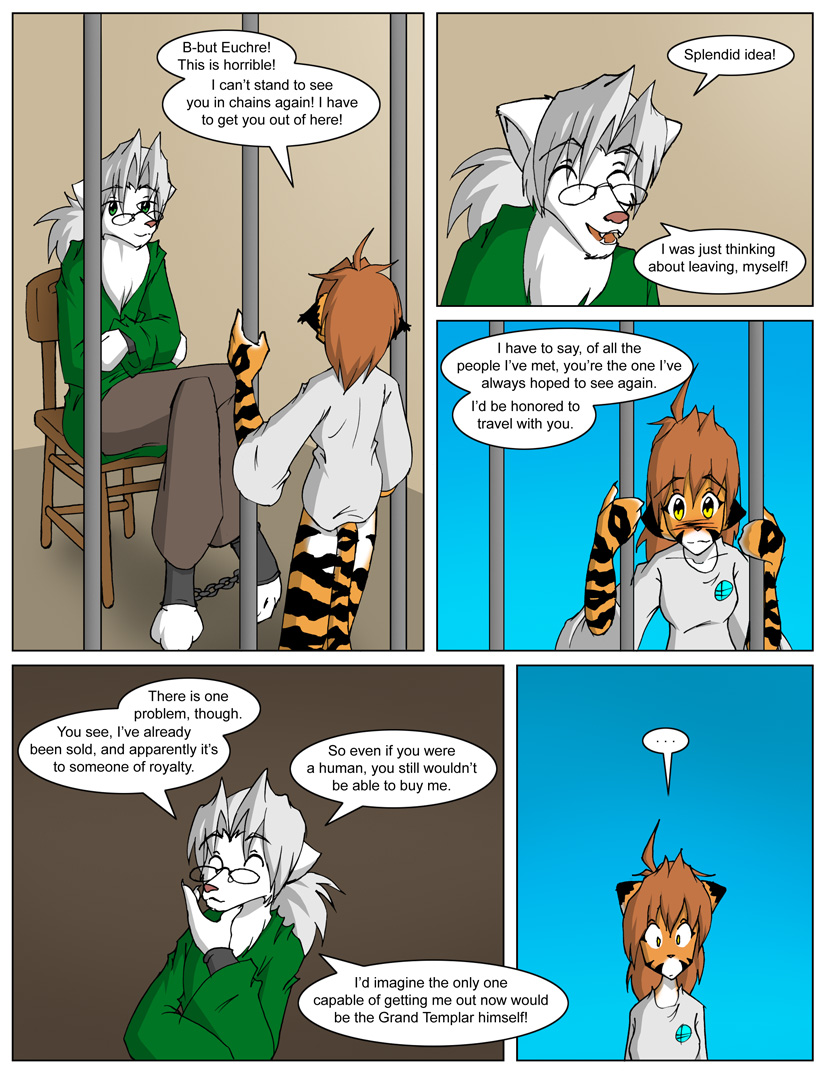 B-but Euchre!
This is horrible!
I can't stand to see
you in chains again! I have
to get you out of here!
Splendid idea!
I was just thinking
about leaving, myself!
I have to say, of all the
people I've met, you're the one I've
always hoped to see again.
I'd be honored to
travel with you.
There is one
problem, though.
You see, I've already
been sold, and apparently it's
to someone of royalty.
So even if you were
a human, you still wouldn't
be able to buy me.
I'd imagine the only one
capable of getting me out now would
be the Grand Templar himself!
. . .